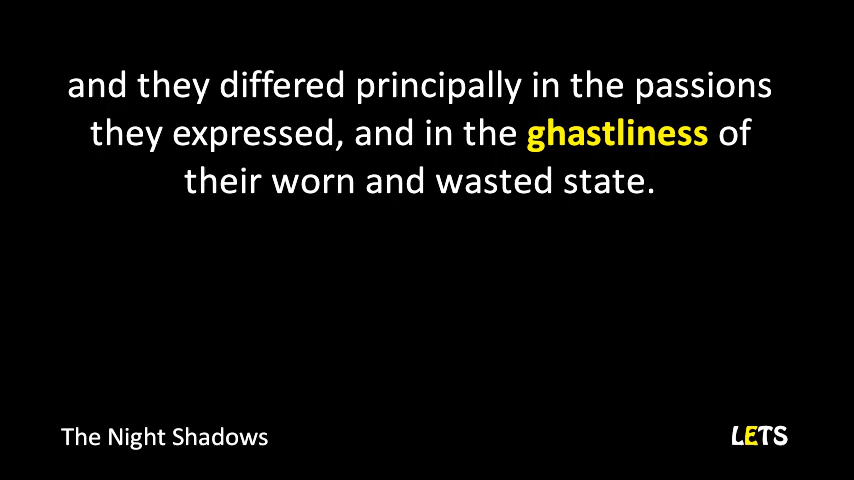 and they differed principally in the passions
they expressed, and in the ghastliness of
their worn and wasted state.
The Night Shadows
LETS